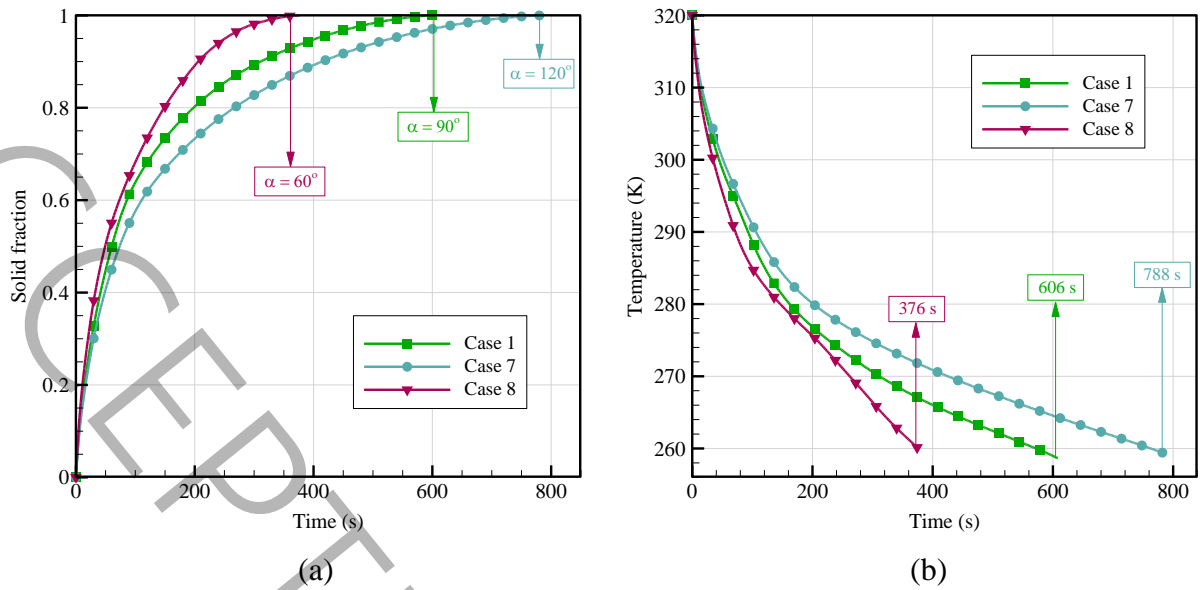 1
0.8
0.6
0.4
0.2
0
Solid fraction
0
200
400
600
800
Time (s)
α = 60°
α = 90°
α = 120°
Case 1
Case 7
Case 8
(a)
320
310
300
290
280
270
260
Temperature (K)
0
200
400
600
800
Time (s)
376 s
606 s
788 s
Case 1
Case 7
Case 8
(b)
CCEPT